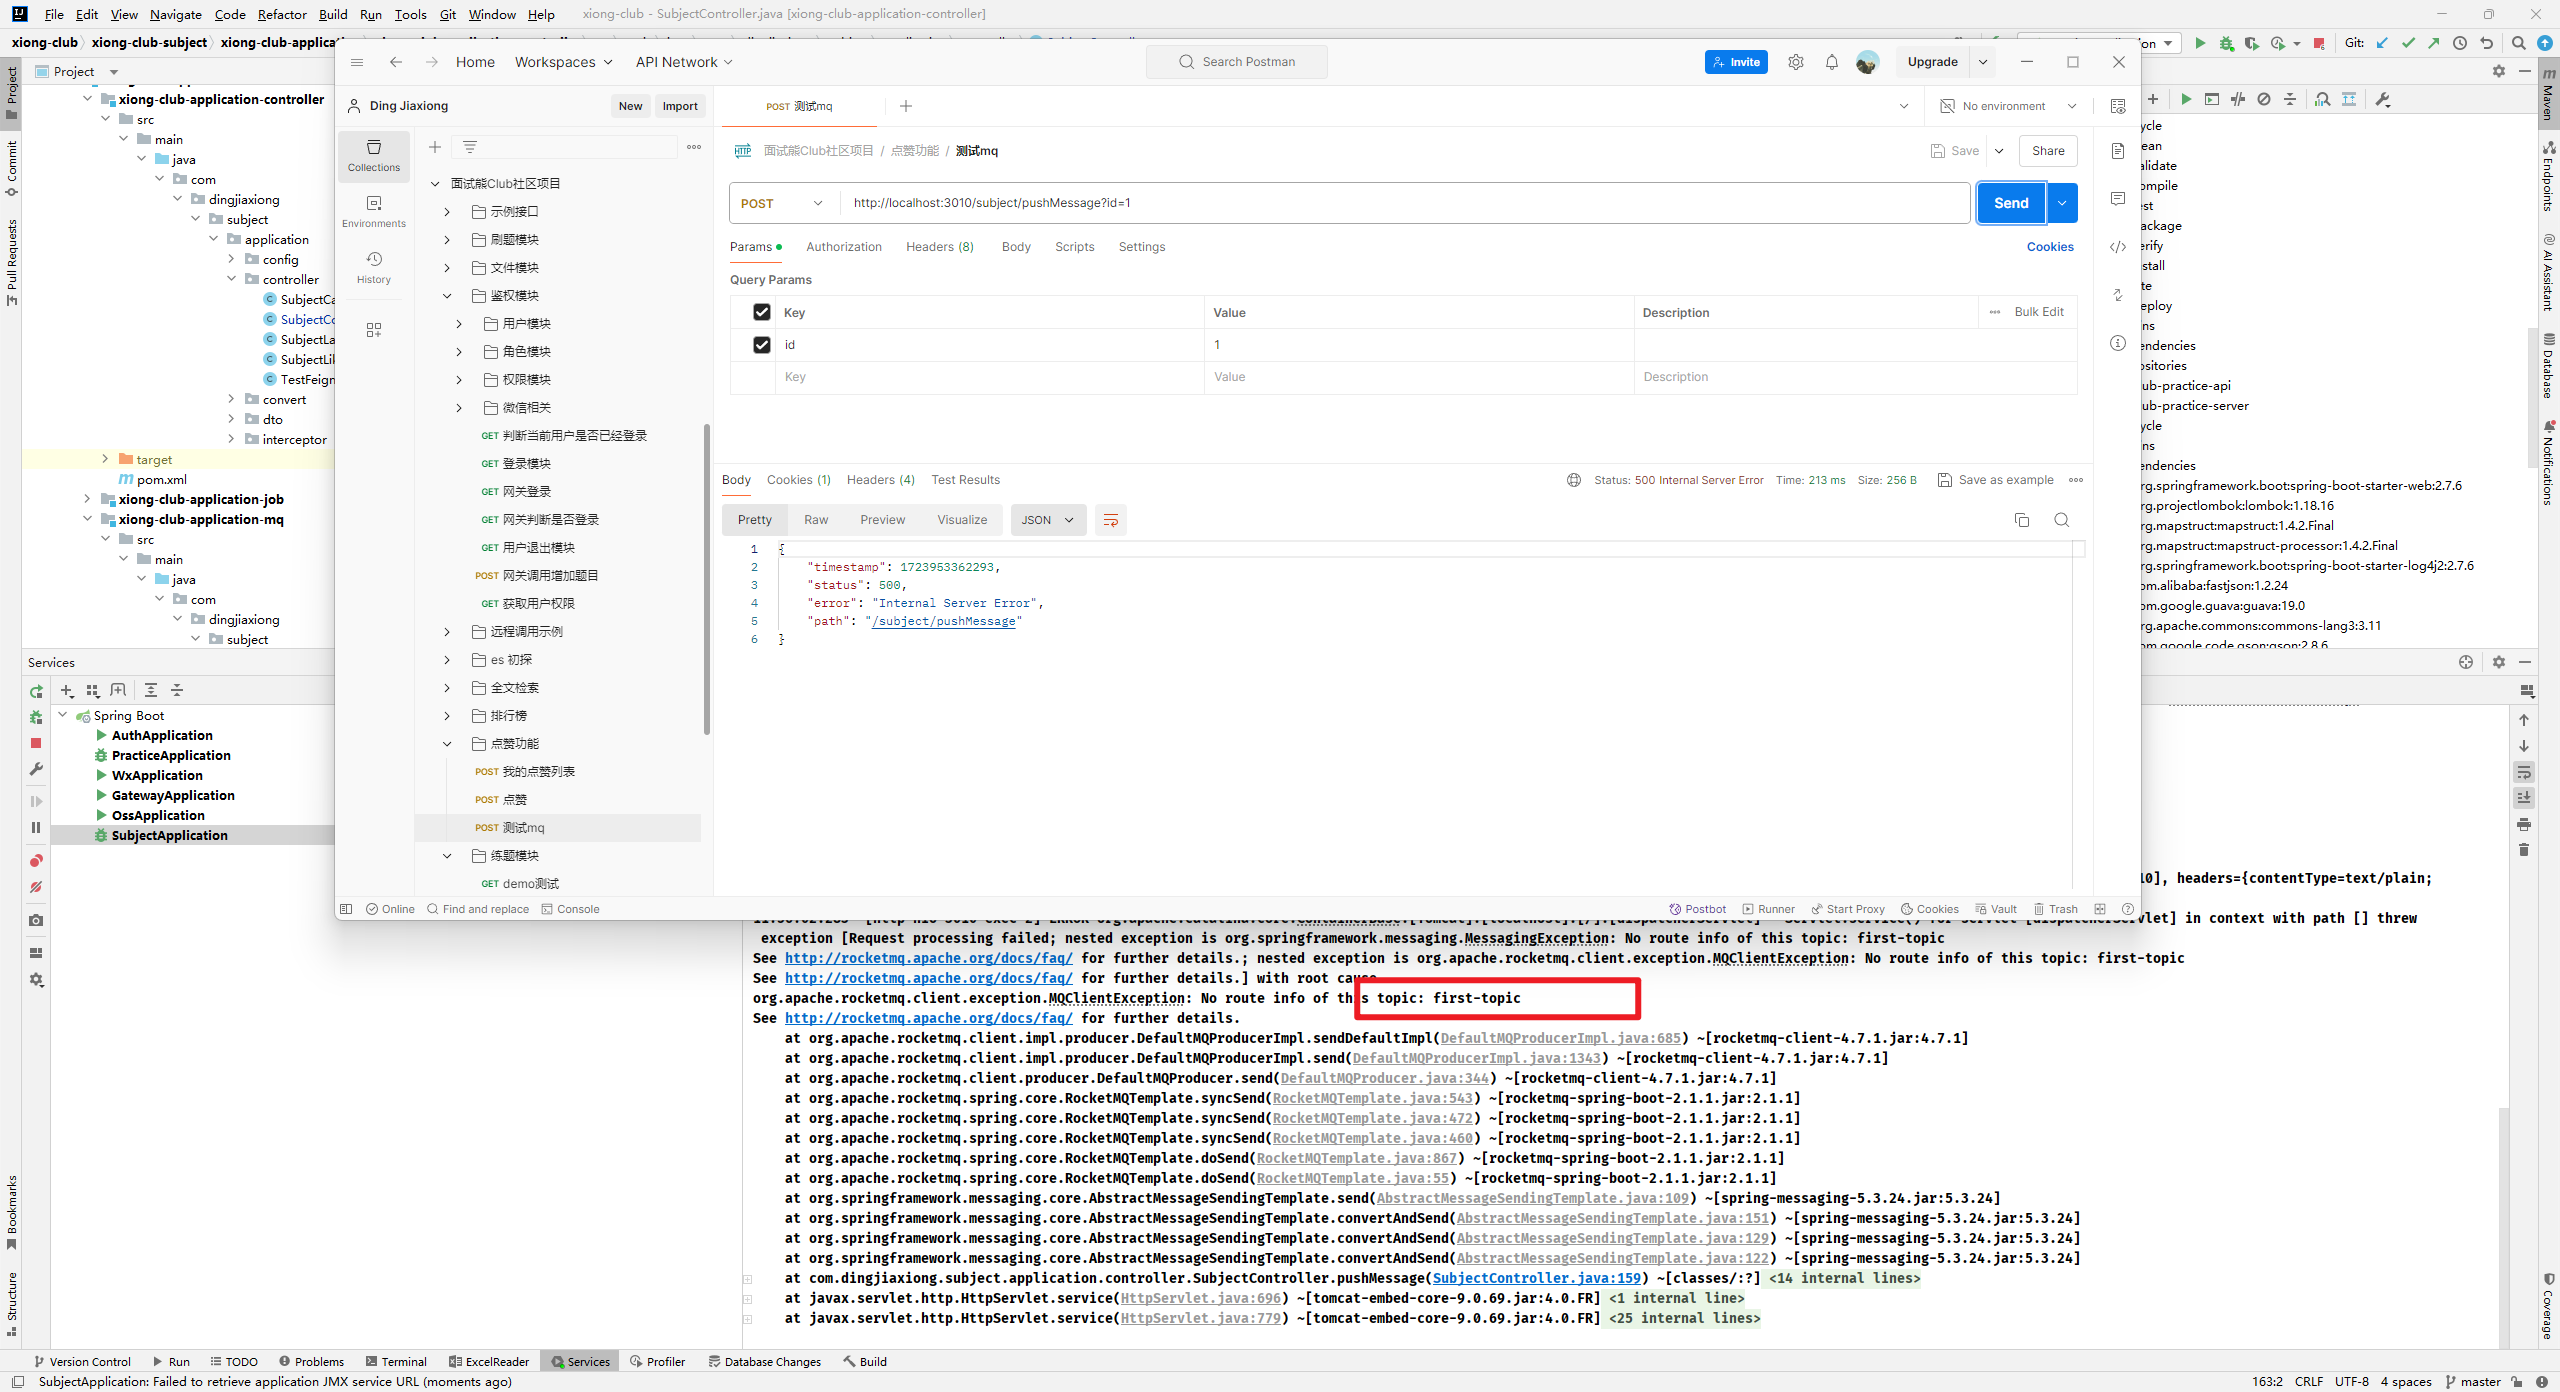 File Edit View Navigate Code Refactor Build Run Tools Git Window Help xiong-club - SubjectController.java [xiong-club-application-controller]
xiong-club xiong-club-subject
Git:
Project
xiong-club-application-controller
src
main
java
com
dingjiaxiong
subject
application
config
controller
convert
dto
interceptor
target
pom.xml
xiong-club-application-job
xiong-club-application-mq
src
main
java
com
dingjiaxiong
subject
Project
Commit
Pull Requests
Bookmarks
Structure
Services
Spring Boot
AuthApplication
PracticeApplication
WxApplication
GatewayApplication
OssApplication
SubjectApplication
Home Workspaces API Network Search Postman Invite Upgrade
Ding Jiaxiong New Import
POST 测试mq No environment
Collections
Environments
History
面试熊Club社区项目
示例接口
刷题模块
文件模块
鉴权模块
用户模块
角色模块
权限模块
微信相关
GET 判断当前用户是否已经登录
GET 登录模块
GET 网关登录
GET 网关判断是否登录
GET 用户退出模块
POST 网关调用增加题目
GET 获取用户权限
远程调用示例
es 初探
全文检索
排行榜
点赞功能
POST 我的点赞列表
POST 点赞
POST 测试mq
练题模块
GET demo测试
HTTP 面试熊Club社区项目 / 点赞功能 / 测试mq Save Share
POST http://localhost:3010/subject/pushMessage?id=1 Send
Params Authorization Headers (8) Body Scripts Settings Cookies
Query Params
Key Value Description Bulk Edit
id 1
Key Value Description
Body Cookies (1) Headers (4) Test Results Status: 500 Internal Server Error Time: 213 ms Size: 256 B Save as example
Pretty Raw Preview Visualize JSON
1 {
2 "timestamp": 1723953362293,
3 "status": 500,
4 "error": "Internal Server Error",
5 "path": "/subject/pushMessage"
6 }
Online Find and replace Console Postbot Runner Start Proxy Cookies Vault Trash
endencies
ub-practice-api
ub-practice-server
endencies
rg.springframework.boot:spring-boot-starter-web:2.7.6
rg.projectlombok:lombok:1.18.16
rg.mapstruct:mapstruct:1.4.2.Final
rg.mapstruct:mapstruct-processor:1.4.2.Final
rg.springframework.boot:spring-boot-starter-log4j2:2.7.6
om.alibaba:fastjson:1.2.24
om.google.guava:guava:19.0
rg.apache.commons:commons-lang3:3.11
om.google.code.gson:gson:2.8.6
Maven
Endpoints
AI Assistant
Database
Notifications
Coverage
10], headers={contentType=text/plain;
in context with path [] threw
exception [Request processing failed; nested exception is org.springframework.messaging.MessagingException: No route info of this topic: first-topic
See http://rocketmq.apache.org/docs/faq/ for further details.; nested exception is org.apache.rocketmq.client.exception.MQClientException: No route info of this topic: first-topic
See http://rocketmq.apache.org/docs/faq/ for further details.] with root cause
org.apache.rocketmq.client.exception.MQClientException: No route info of this topic: first-topic
See http://rocketmq.apache.org/docs/faq/ for further details.
at org.apache.rocketmq.client.impl.producer.DefaultMQProducerImpl.sendDefaultImpl(DefaultMQProducerImpl.java:685) ~[rocketmq-client-4.7.1.jar:4.7.1]
at org.apache.rocketmq.client.impl.producer.DefaultMQProducerImpl.send(DefaultMQProducerImpl.java:1343) ~[rocketmq-client-4.7.1.jar:4.7.1]
at org.apache.rocketmq.client.producer.DefaultMQProducer.send(DefaultMQProducer.java:344) ~[rocketmq-client-4.7.1.jar:4.7.1]
at org.apache.rocketmq.spring.core.RocketMQTemplate.syncSend(RocketMQTemplate.java:543) ~[rocketmq-spring-boot-2.1.1.jar:2.1.1]
at org.apache.rocketmq.spring.core.RocketMQTemplate.syncSend(RocketMQTemplate.java:472) ~[rocketmq-spring-boot-2.1.1.jar:2.1.1]
at org.apache.rocketmq.spring.core.RocketMQTemplate.syncSend(RocketMQTemplate.java:460) ~[rocketmq-spring-boot-2.1.1.jar:2.1.1]
at org.apache.rocketmq.spring.core.RocketMQTemplate.doSend(RocketMQTemplate.java:867) ~[rocketmq-spring-boot-2.1.1.jar:2.1.1]
at org.apache.rocketmq.spring.core.RocketMQTemplate.doSend(RocketMQTemplate.java:55) ~[rocketmq-spring-boot-2.1.1.jar:2.1.1]
at org.springframework.messaging.core.AbstractMessageSendingTemplate.send(AbstractMessageSendingTemplate.java:109) ~[spring-messaging-5.3.24.jar:5.3.24]
at org.springframework.messaging.core.AbstractMessageSendingTemplate.convertAndSend(AbstractMessageSendingTemplate.java:151) ~[spring-messaging-5.3.24.jar:5.3.24]
at org.springframework.messaging.core.AbstractMessageSendingTemplate.convertAndSend(AbstractMessageSendingTemplate.java:129) ~[spring-messaging-5.3.24.jar:5.3.24]
at org.springframework.messaging.core.AbstractMessageSendingTemplate.convertAndSend(AbstractMessageSendingTemplate.java:122) ~[spring-messaging-5.3.24.jar:5.3.24]
at com.dingjiaxiong.subject.application.controller.SubjectController.pushMessage(SubjectController.java:159) ~[classes/:?] <14 internal lines>
at javax.servlet.http.HttpServlet.service(HttpServlet.java:696) ~[tomcat-embed-core-9.0.69.jar:4.0.FR] <1 internal line>
at javax.servlet.http.HttpServlet.service(HttpServlet.java:779) ~[tomcat-embed-core-9.0.69.jar:4.0.FR] <25 internal lines>
Version Control Run TODO Problems Terminal ExcelReader Services Profiler Database Changes Build
SubjectApplication: Failed to retrieve application JMX service URL (moments ago) 163:2 CRLF UTF-8 4 spaces master